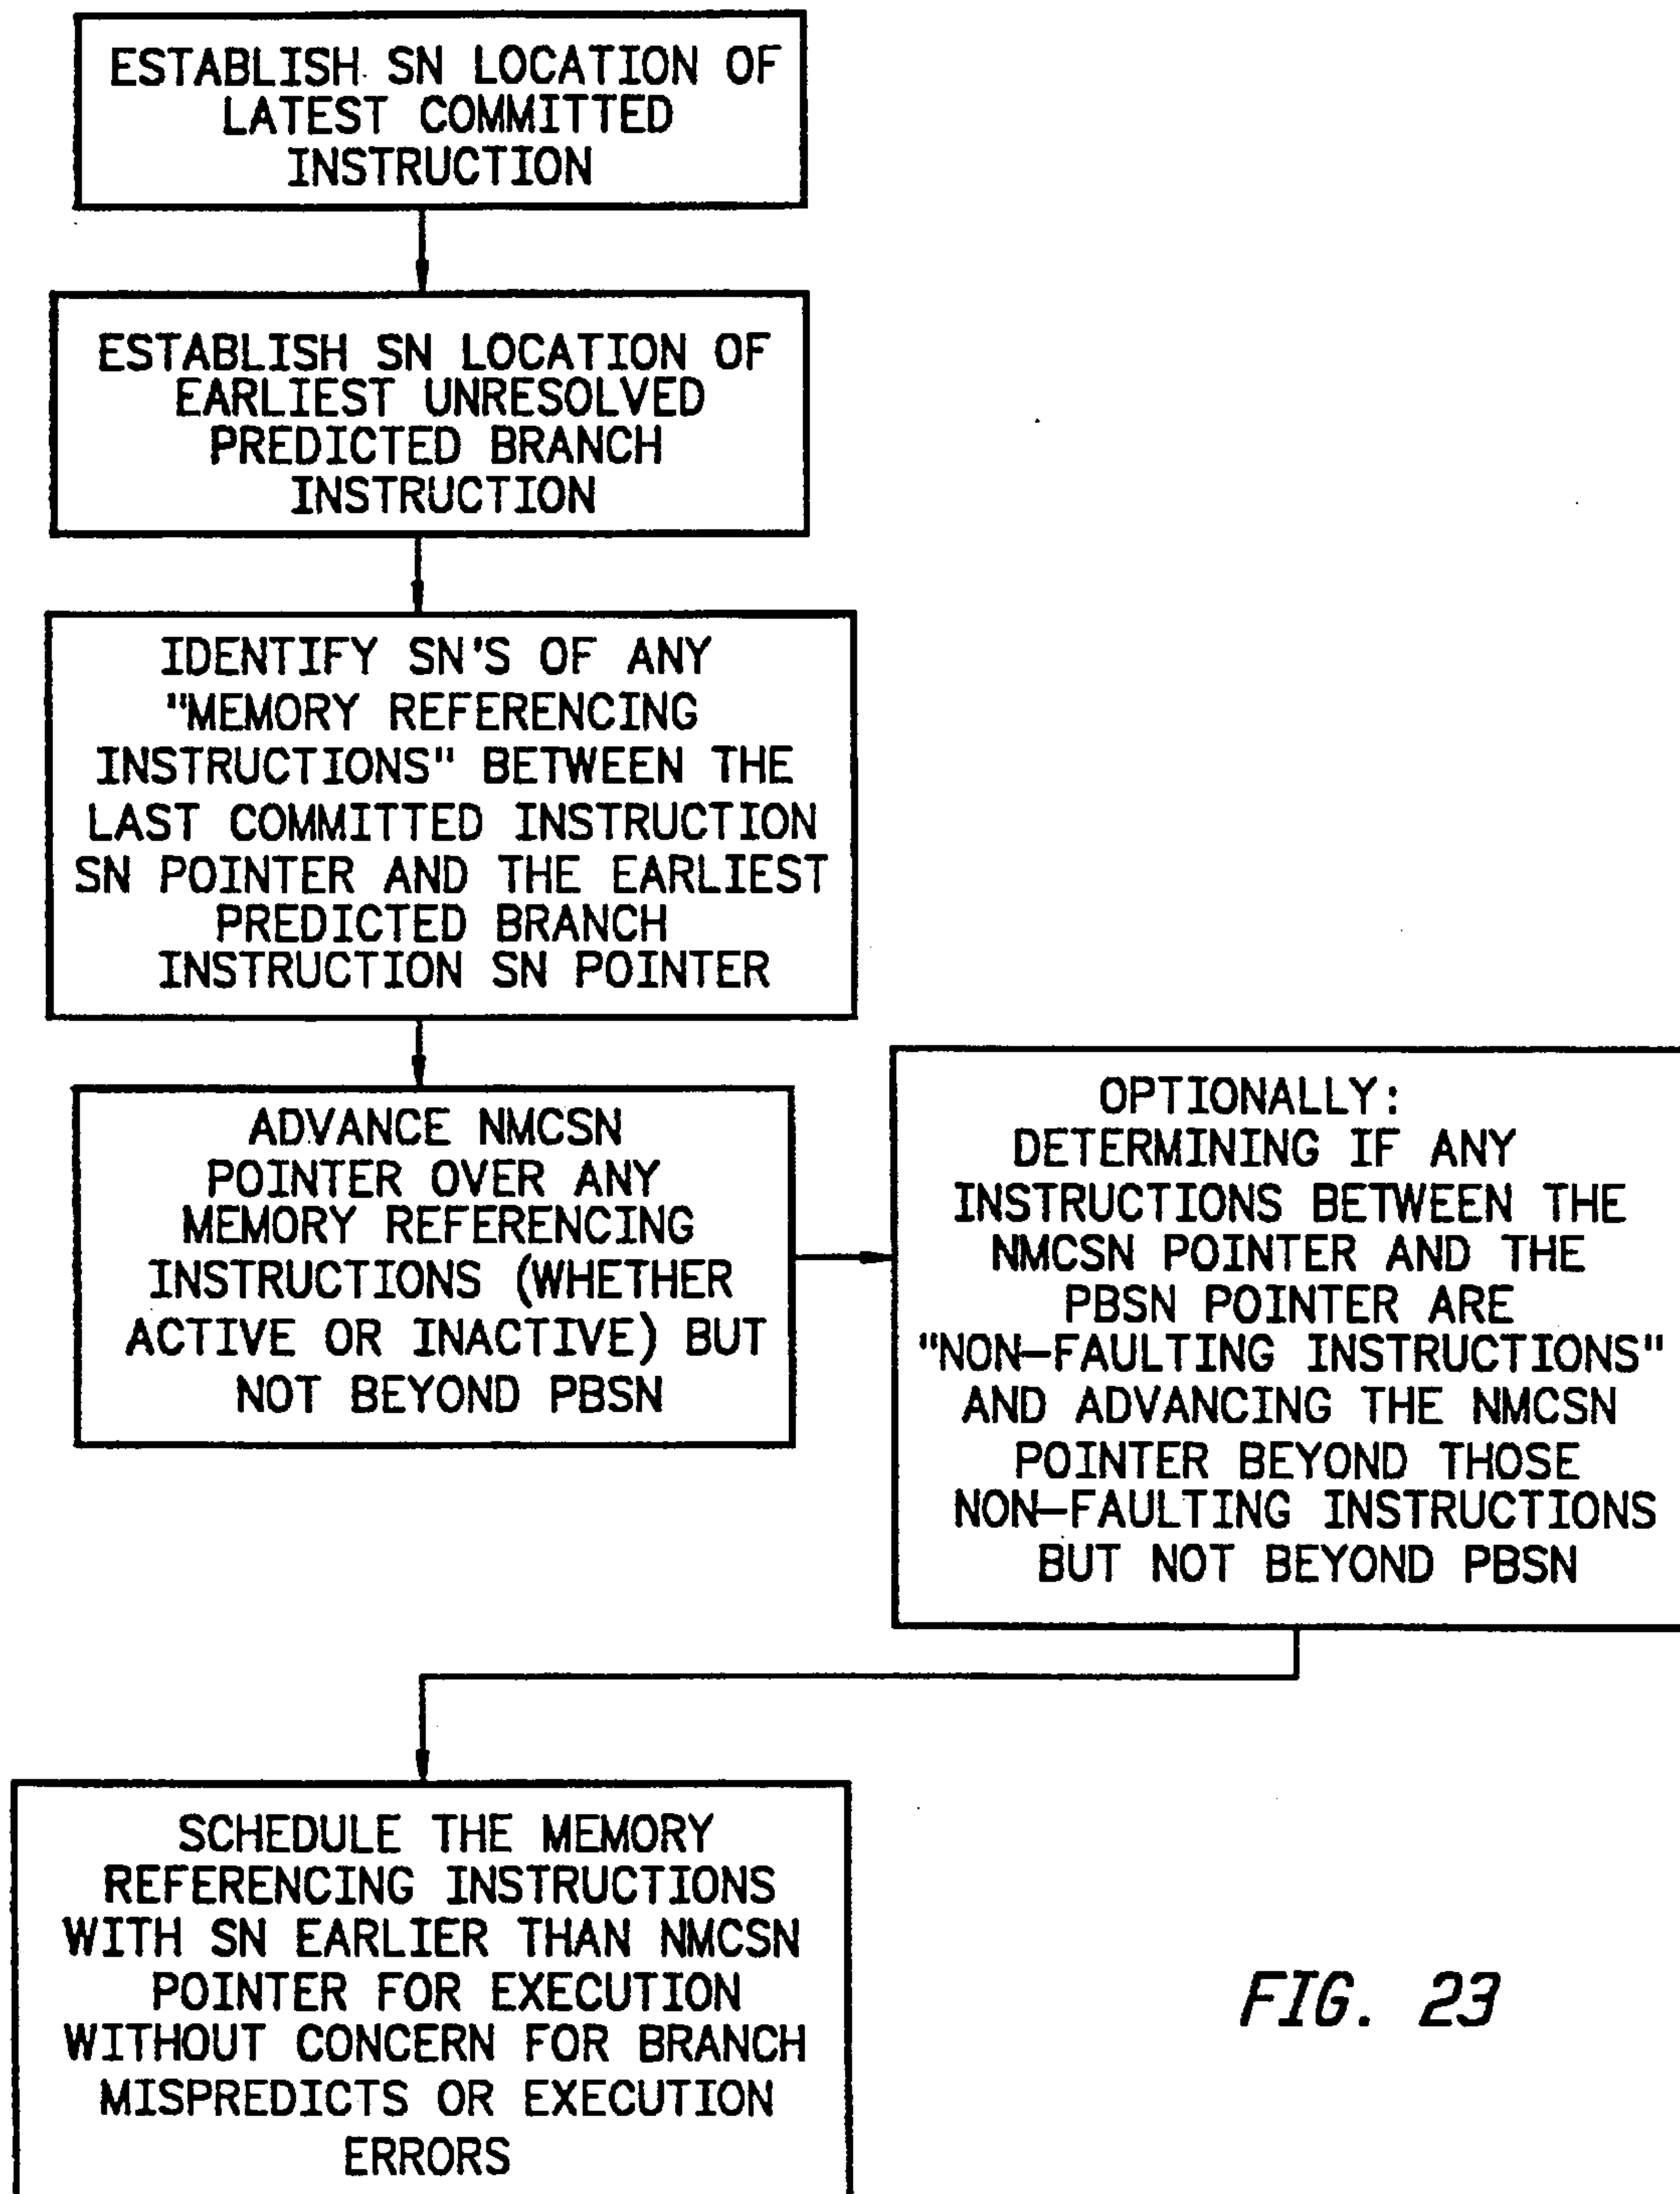 ESTABLISH SN LOCATION OF
LATEST COMMITTED
INSTRUCTION
ESTABLISH SN LOCATION OF
EARLIEST UNRESOLVED
PREDICTED BRANCH
INSTRUCTION
IDENTIFY SN'S OF ANY
"MEMORY REFERENCING
INSTRUCTIONS" BETWEEN THE
LAST COMMITTED INSTRUCTION
SN POINTER AND THE EARLIEST
PREDICTED BRANCH
INSTRUCTION SN POINTER
ADVANCE NMCSN
POINTER OVER ANY
MEMORY REFERENCING
INSTRUCTIONS (WHETHER
ACTIVE OR INACTIVE) BUT
NOT BEYOND PBSN
OPTIONALLY:
DETERMINING IF ANY
INSTRUCTIONS BETWEEN THE
NMCSN POINTER AND THE
PBSN POINTER ARE
"NON-FAULTING INSTRUCTIONS"
AND ADVANCING THE NMCSN
POINTER BEYOND THOSE
NON-FAULTING INSTRUCTIONS
BUT NOT BEYOND PBSN
SCHEDULE THE MEMORY
REFERENCING INSTRUCTIONS
WITH SN EARLIER THAN NMCSN
POINTER FOR EXECUTION
WITHOUT CONCERN FOR BRANCH
MISPREDICTS OR EXECUTION
ERRORS
FIG. 23